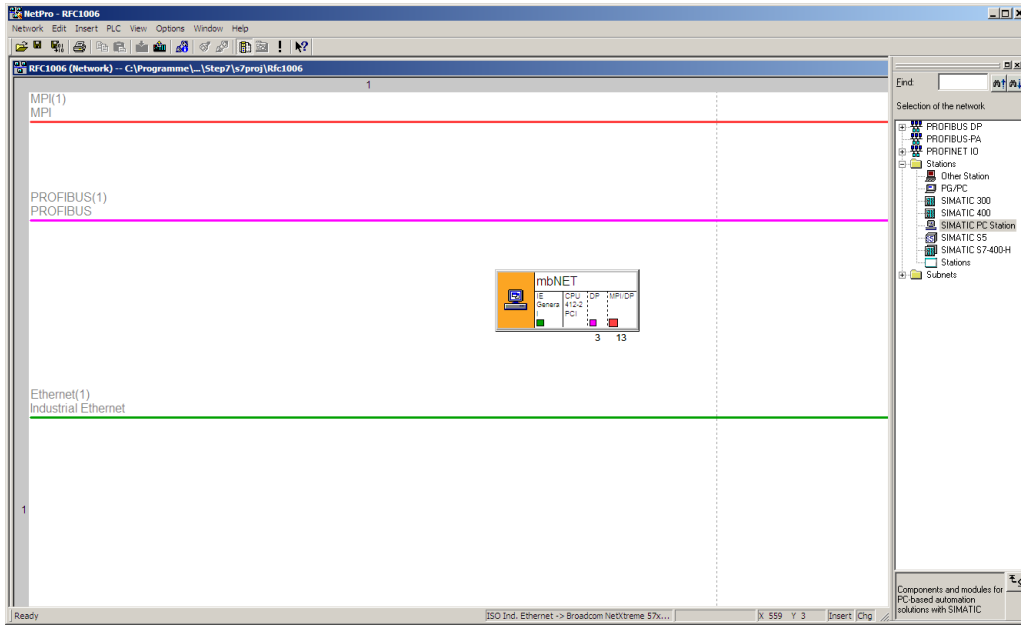 NetPro - RFC1006
Network Edit Insert PLC View Options Window Help
RFC1006 (Network) -- C:\Programme\...\Step7\s7proj\Rfc1006
1
MPI(1)
MPI
PROFIBUS(1)
PROFIBUS
mbNET
IE CPU DP MPI/DP
Genera 412-2
l PCI
3 13
Ethernet(1)
Industrial Ethernet
1
Find:
Selection of the network
PROFIBUS DP
PROFIBUS-PA
PROFINET IO
Stations
Other Station
PG/PC
SIMATIC 300
SIMATIC 400
SIMATIC PC Station
SIMATIC S5
SIMATIC S7-400-H
Stations
Subnets
Components and modules for
PC-based automation
solutions with SIMATIC
Ready
ISO Ind. Ethernet -> Broadcom NetXtreme 57x...
X 559 Y 3
Insert
Chg